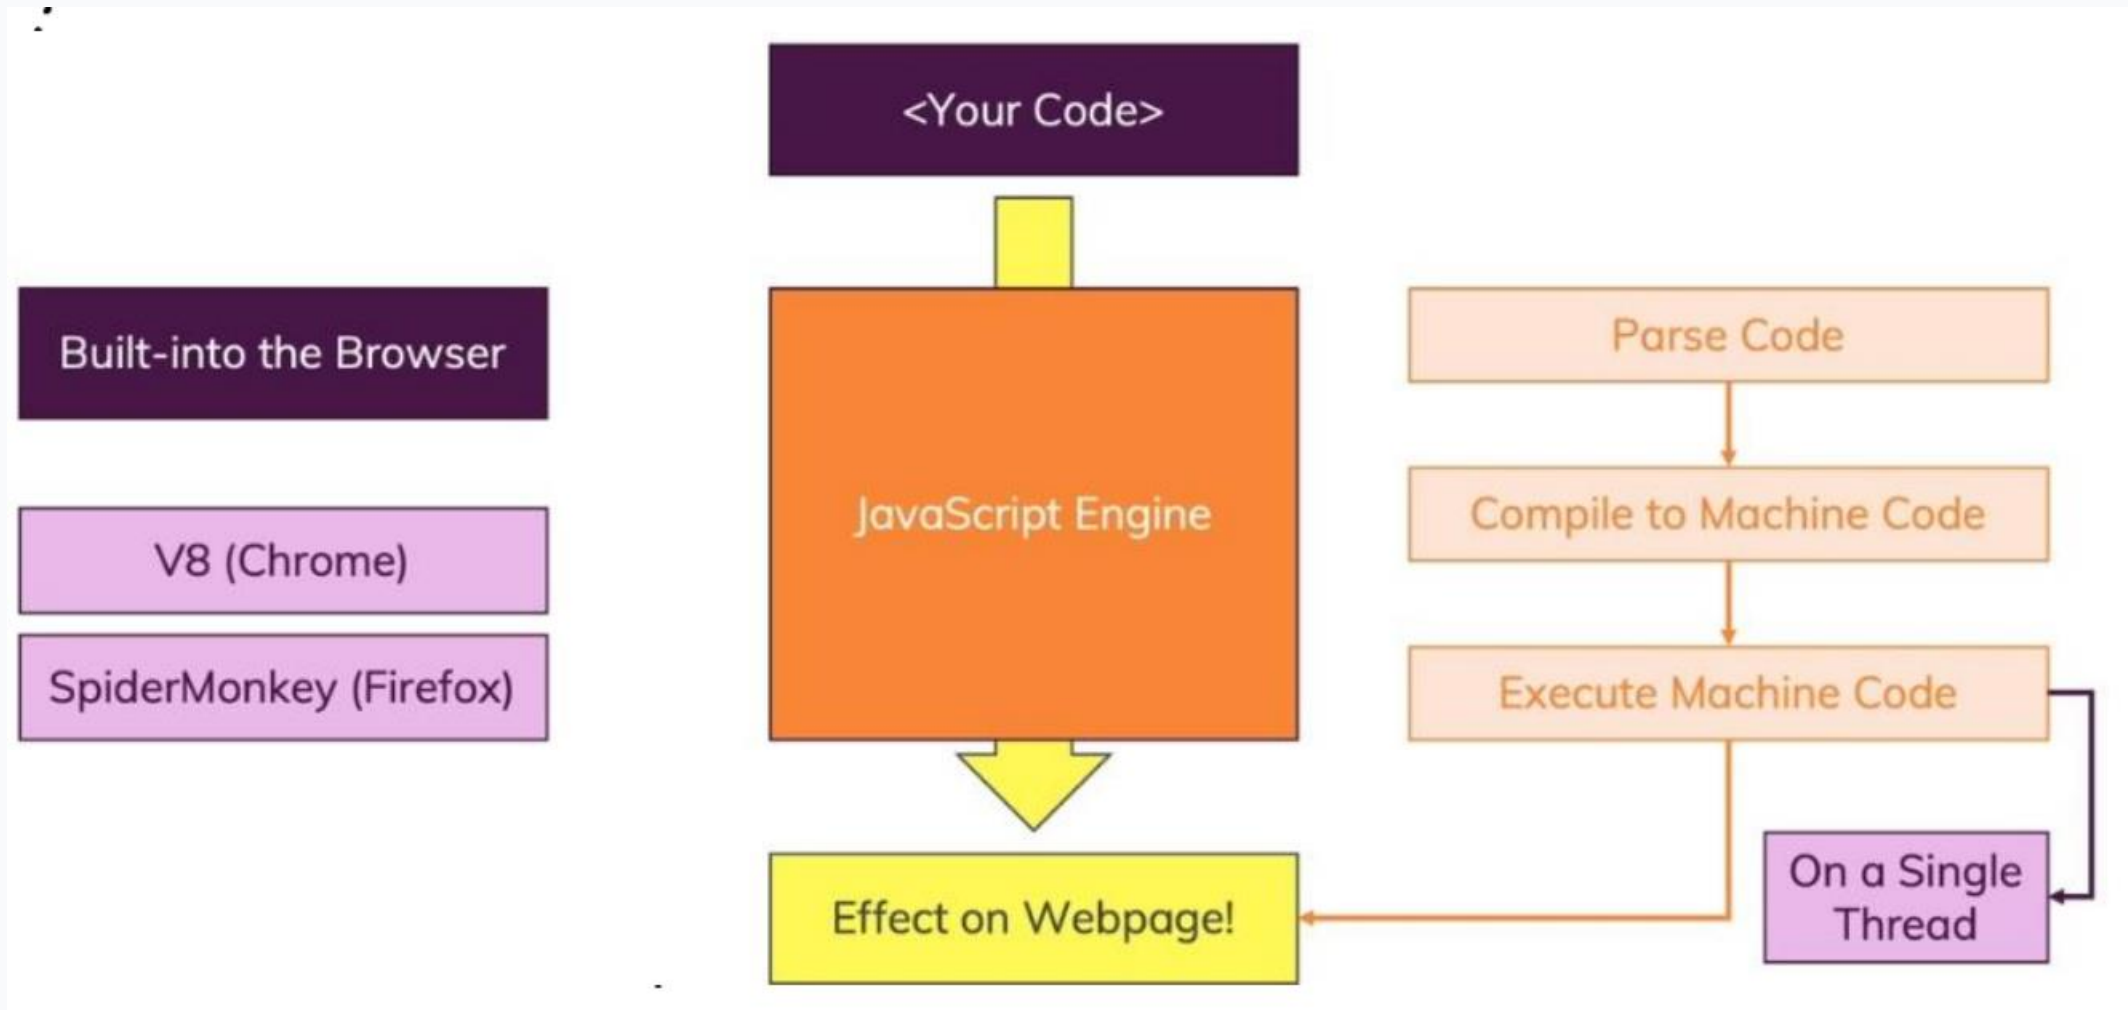 <Your Code>
Built-into the Browser
V8 (Chrome)
SpiderMonkey (Firefox)
JavaScript Engine
Parse Code
Compile to Machine Code
Execute Machine Code
On a Single
Thread
Effect on Webpage!